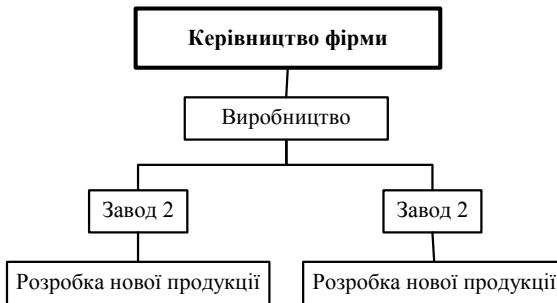 Керівництво фірми
Виробництво
Завод 2
Завод 2
Розробка нової продукції
Розробка нової продукції